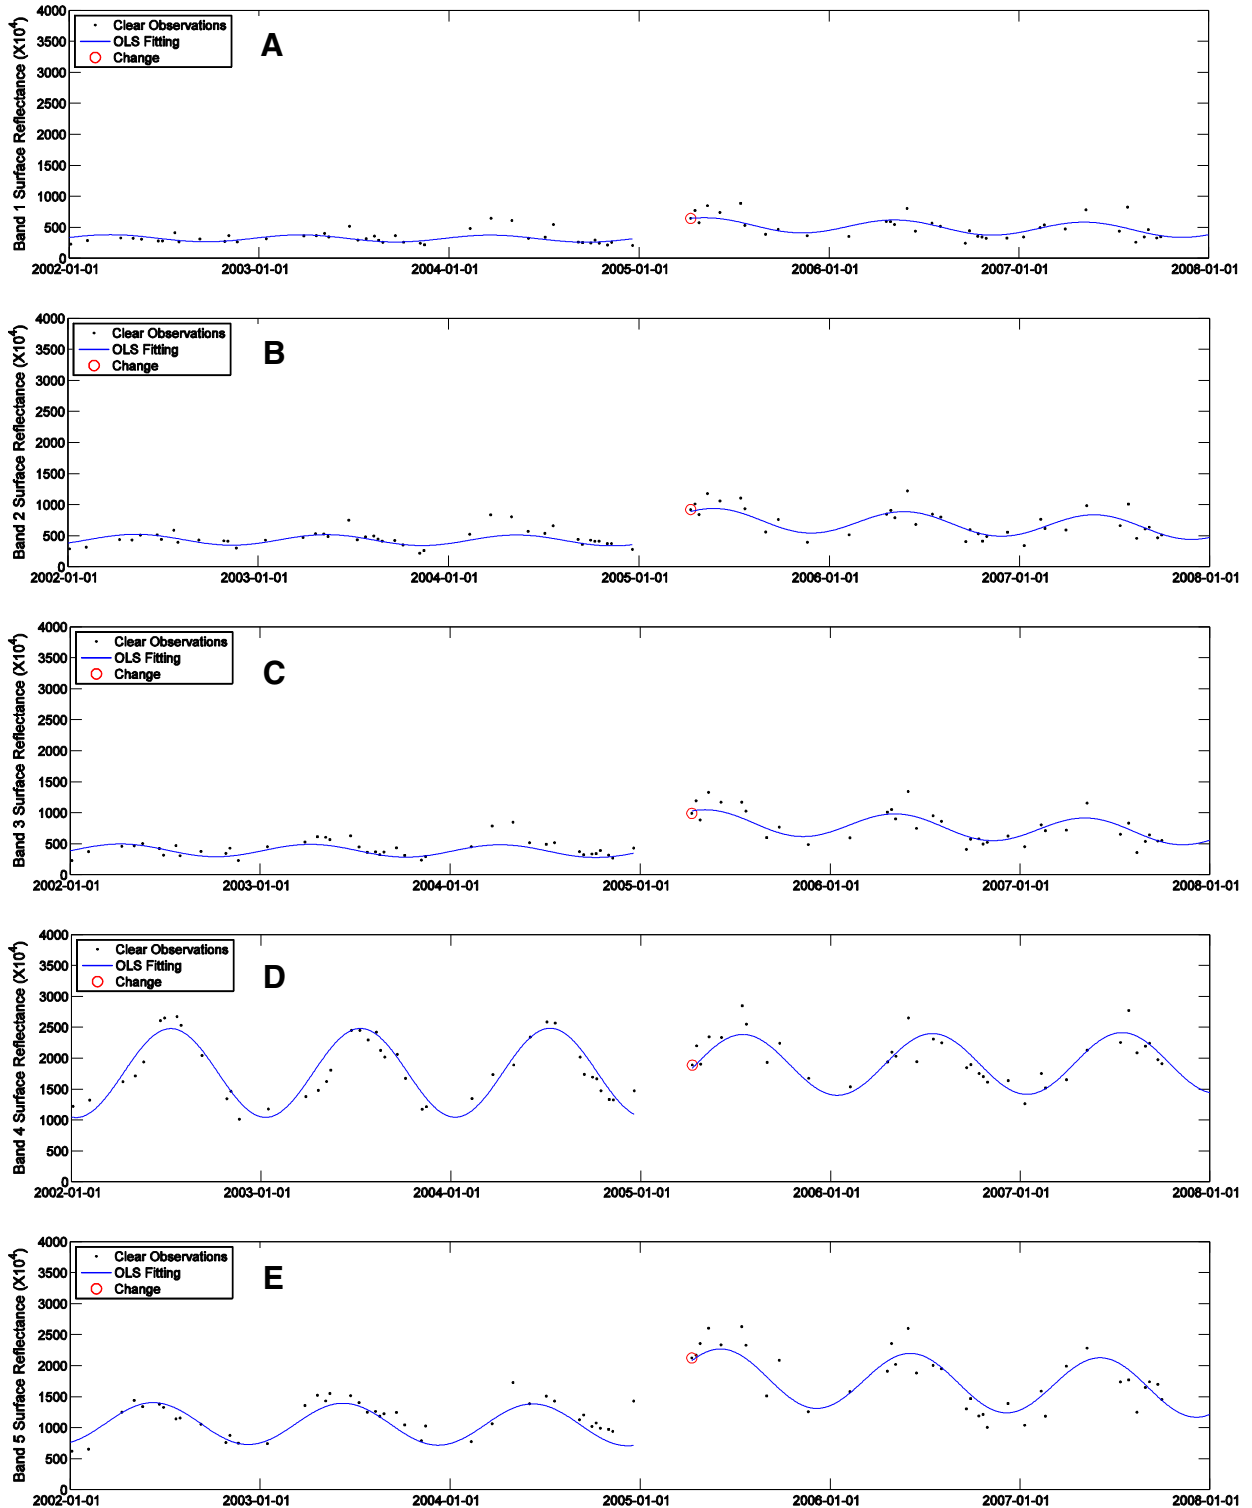 Band 1 Surface Reflectance (X10^4)
4000
3500
3000
2500
2000
1500
1000
500
0
Clear Observations
OLS Fitting
Change
A
2002-01-01 2003-01-01 2004-01-01 2005-01-01 2006-01-01 2007-01-01 2008-01-01
Band 2 Surface Reflectance (X10^4)
4000
3500
3000
2500
2000
1500
1000
500
0
Clear Observations
OLS Fitting
Change
B
2002-01-01 2003-01-01 2004-01-01 2005-01-01 2006-01-01 2007-01-01 2008-01-01
Band 3 Surface Reflectance (X10^4)
4000
3500
3000
2500
2000
1500
1000
500
0
Clear Observations
OLS Fitting
Change
C
2002-01-01 2003-01-01 2004-01-01 2005-01-01 2006-01-01 2007-01-01 2008-01-01
Band 4 Surface Reflectance (X10^4)
4000
3500
3000
2500
2000
1500
1000
500
0
Clear Observations
OLS Fitting
Change
D
2002-01-01 2003-01-01 2004-01-01 2005-01-01 2006-01-01 2007-01-01 2008-01-01
Band 5 Surface Reflectance (X10^4)
4000
3500
3000
2500
2000
1500
1000
500
0
Clear Observations
OLS Fitting
Change
E
2002-01-01 2003-01-01 2004-01-01 2005-01-01 2006-01-01 2007-01-01 2008-01-01